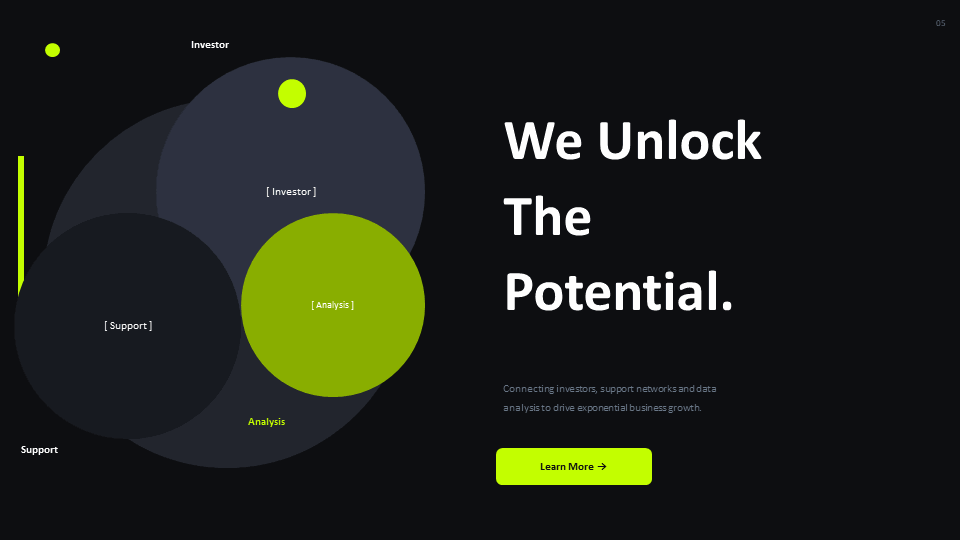 05
Investor
[ Investor ]
[ Analysis ]
[ Support ]
Analysis
Support
We Unlock
The
Potential.
Connecting investors, support networks and data
analysis to drive exponential business growth.
Learn More →